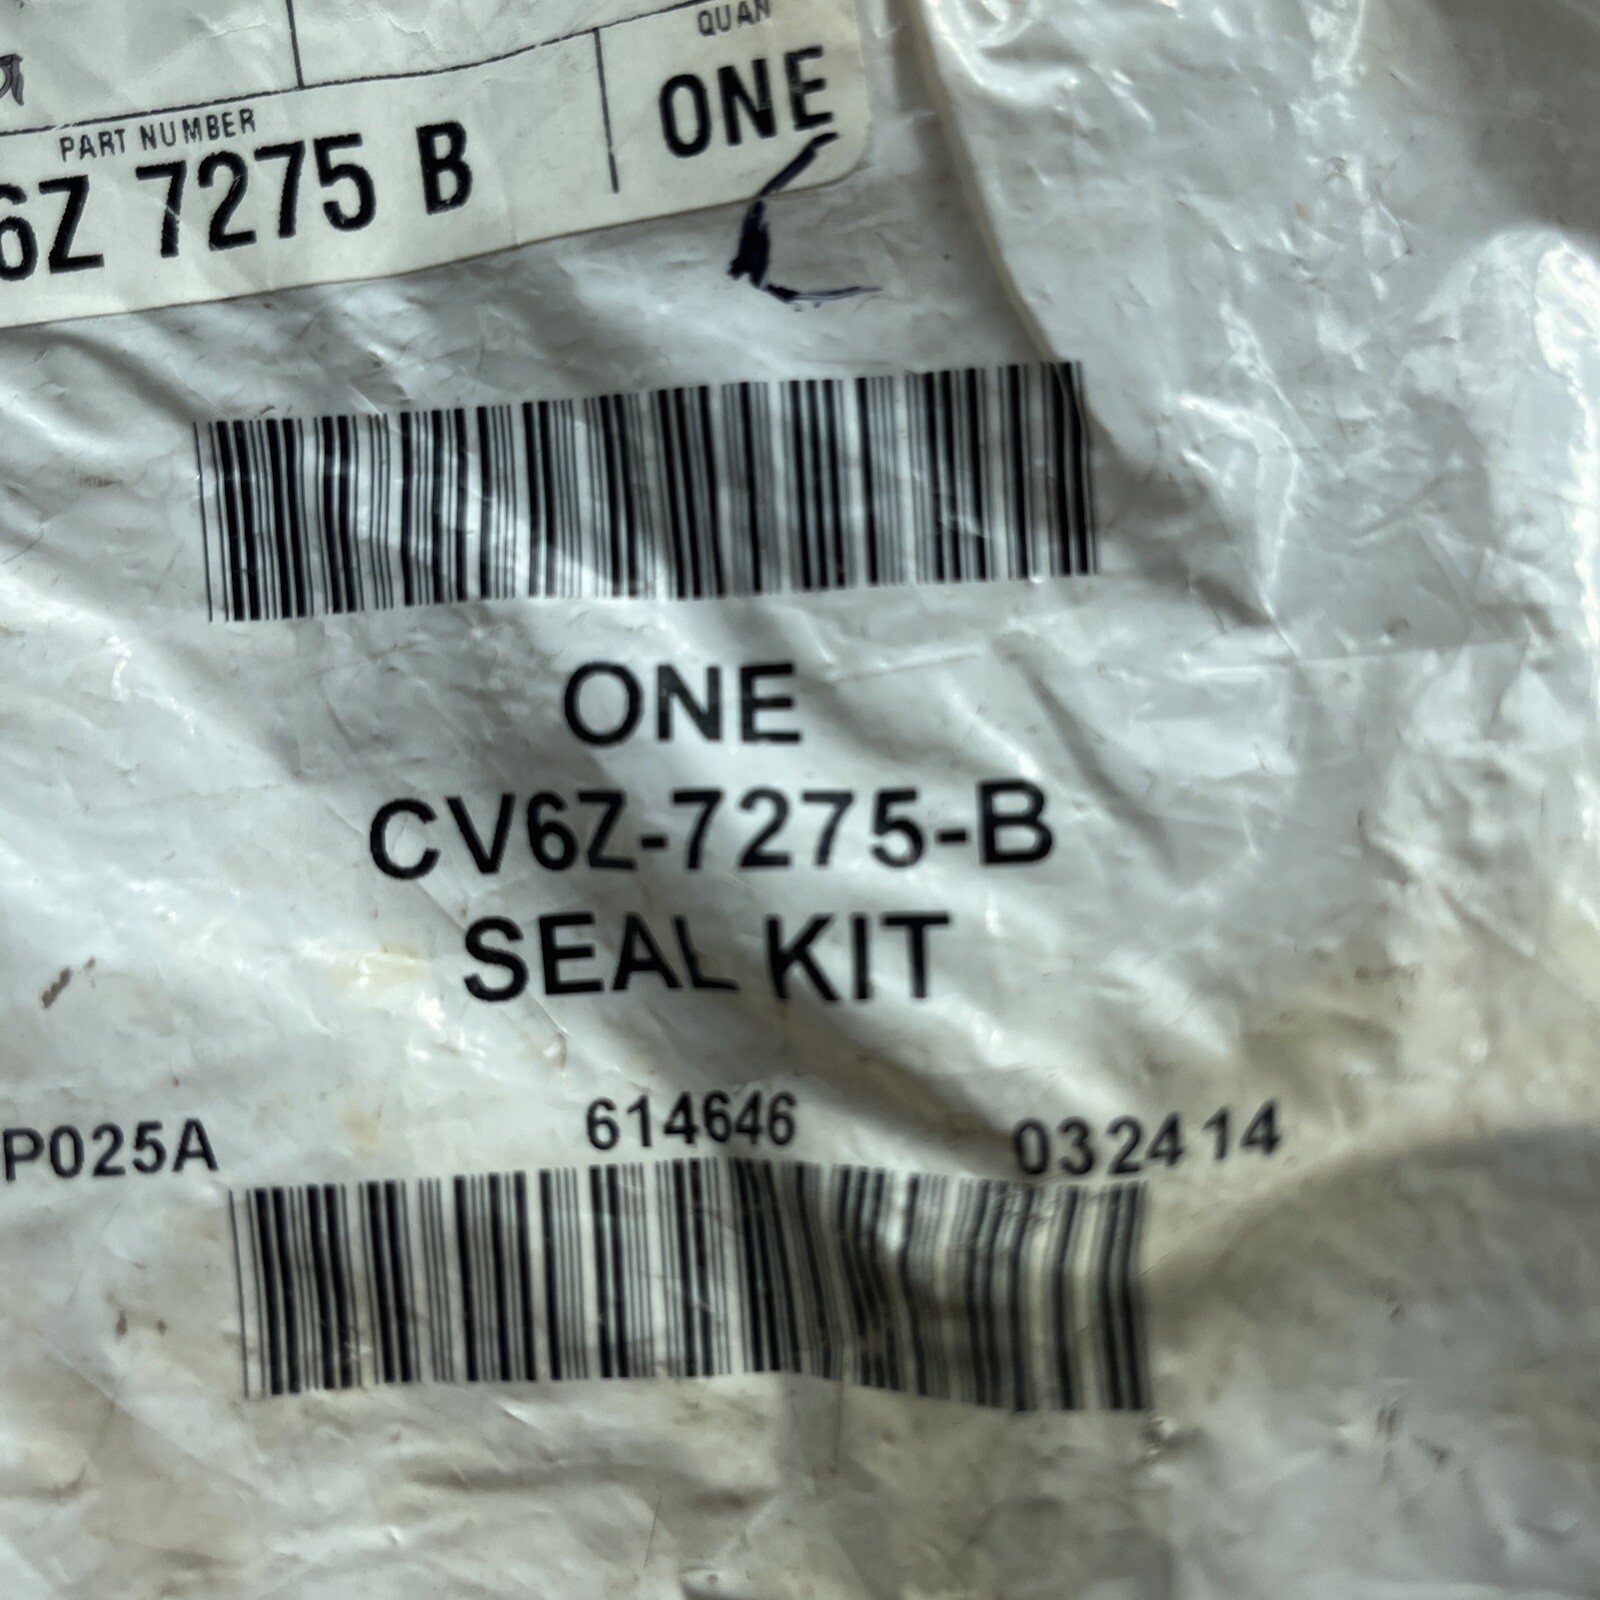 QUAN
ONE
PART NUMBER
6Z 7275 B
ONE
CV6Z-7275-B
SEAL KIT
P025A 614646 032414